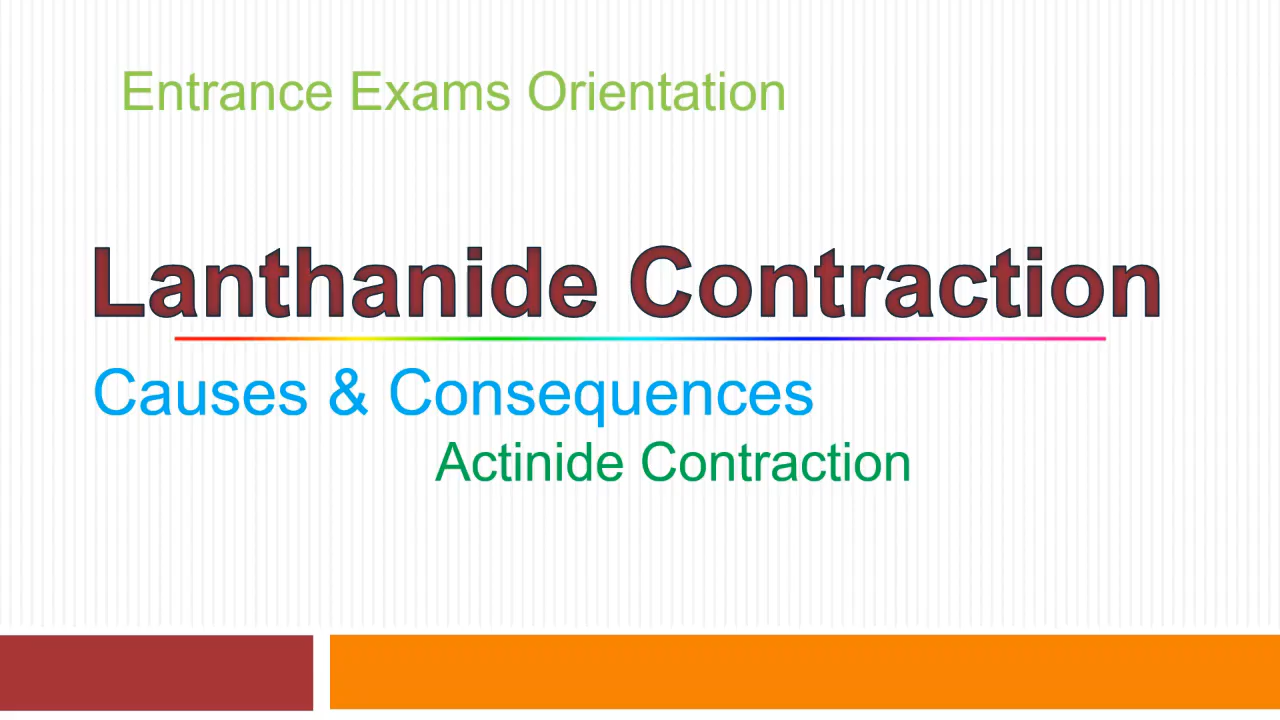 Entrance Exams Orientation
Lanthanide Contraction
Causes & Consequences
Actinide Contraction